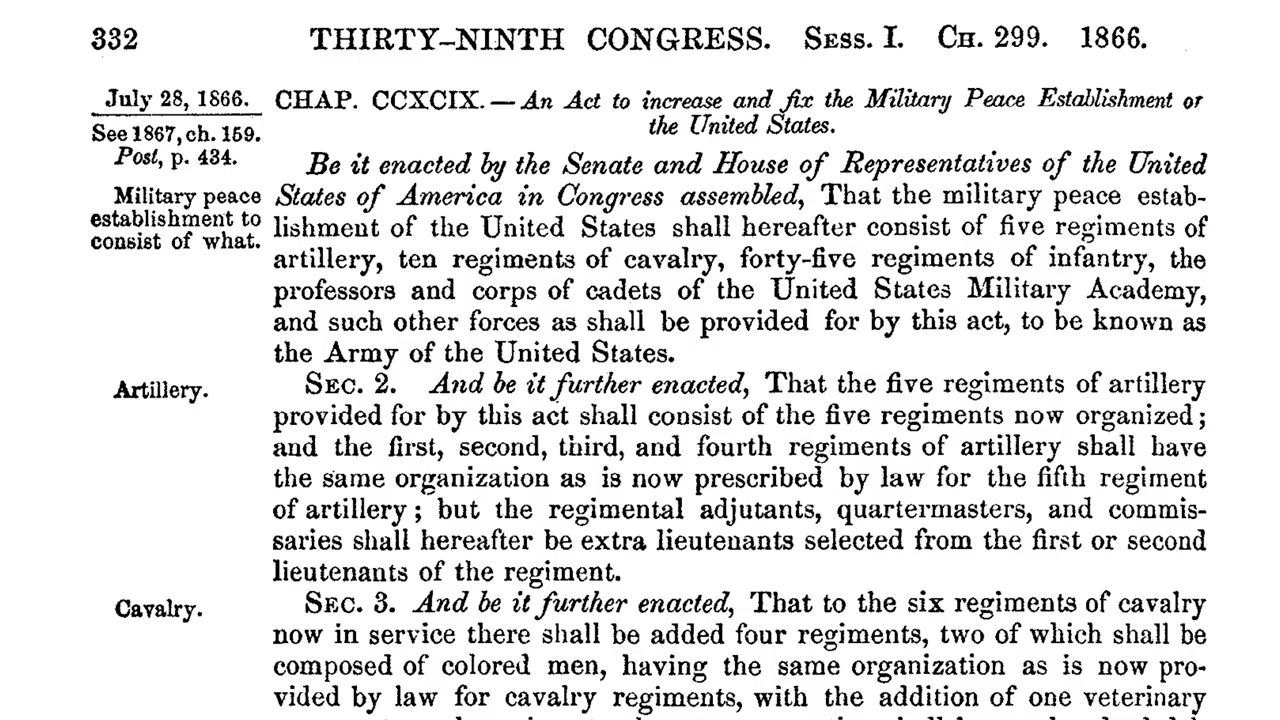 332 THIRTY-NINTH CONGRESS. SESS. I. CH. 299. 1866.
July 28, 1866.
See 1867, ch. 159.
Post, p. 434.
Military peace
establishment to
consist of what.
CHAP. CCXCIX. — An Act to increase and fix the Military Peace Establishment of
the United States.
Be it enacted by the Senate and House of Representatives of the United
States of America in Congress assembled, That the military peace estab-
lishment of the United States shall hereafter consist of five regiments of
artillery, ten regiments of cavalry, forty-five regiments of infantry, the
professors and corps of cadets of the United States Military Academy,
and such other forces as shall be provided for by this act, to be known as
the Army of the United States.
Artillery.
SEC. 2. And be it further enacted, That the five regiments of artillery
provided for by this act shall consist of the five regiments now organized;
and the first, second, third, and fourth regiments of artillery shall have
the same organization as is now prescribed by law for the fifth regiment
of artillery; but the regimental adjutants, quartermasters, and commis-
saries shall hereafter be extra lieutenants selected from the first or second
lieutenants of the regiment.
Cavalry.
SEC. 3. And be it further enacted, That to the six regiments of cavalry
now in service there shall be added four regiments, two of which shall be
composed of colored men, having the same organization as is now pro-
vided by law for cavalry regiments, with the addition of one veterinary